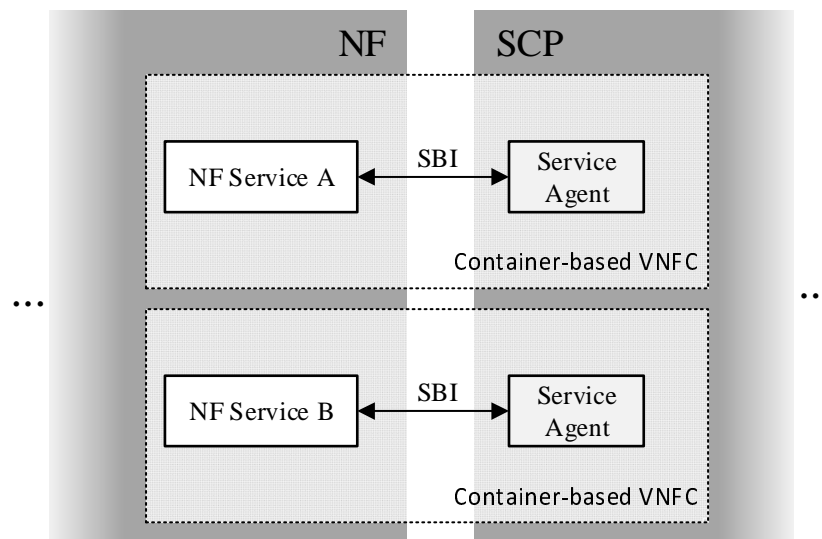 NF
SCP
NF Service A
SBI
Service
Agent
Container-based VNFC
...
..
NF Service B
SBI
Service
Agent
Container-based VNFC